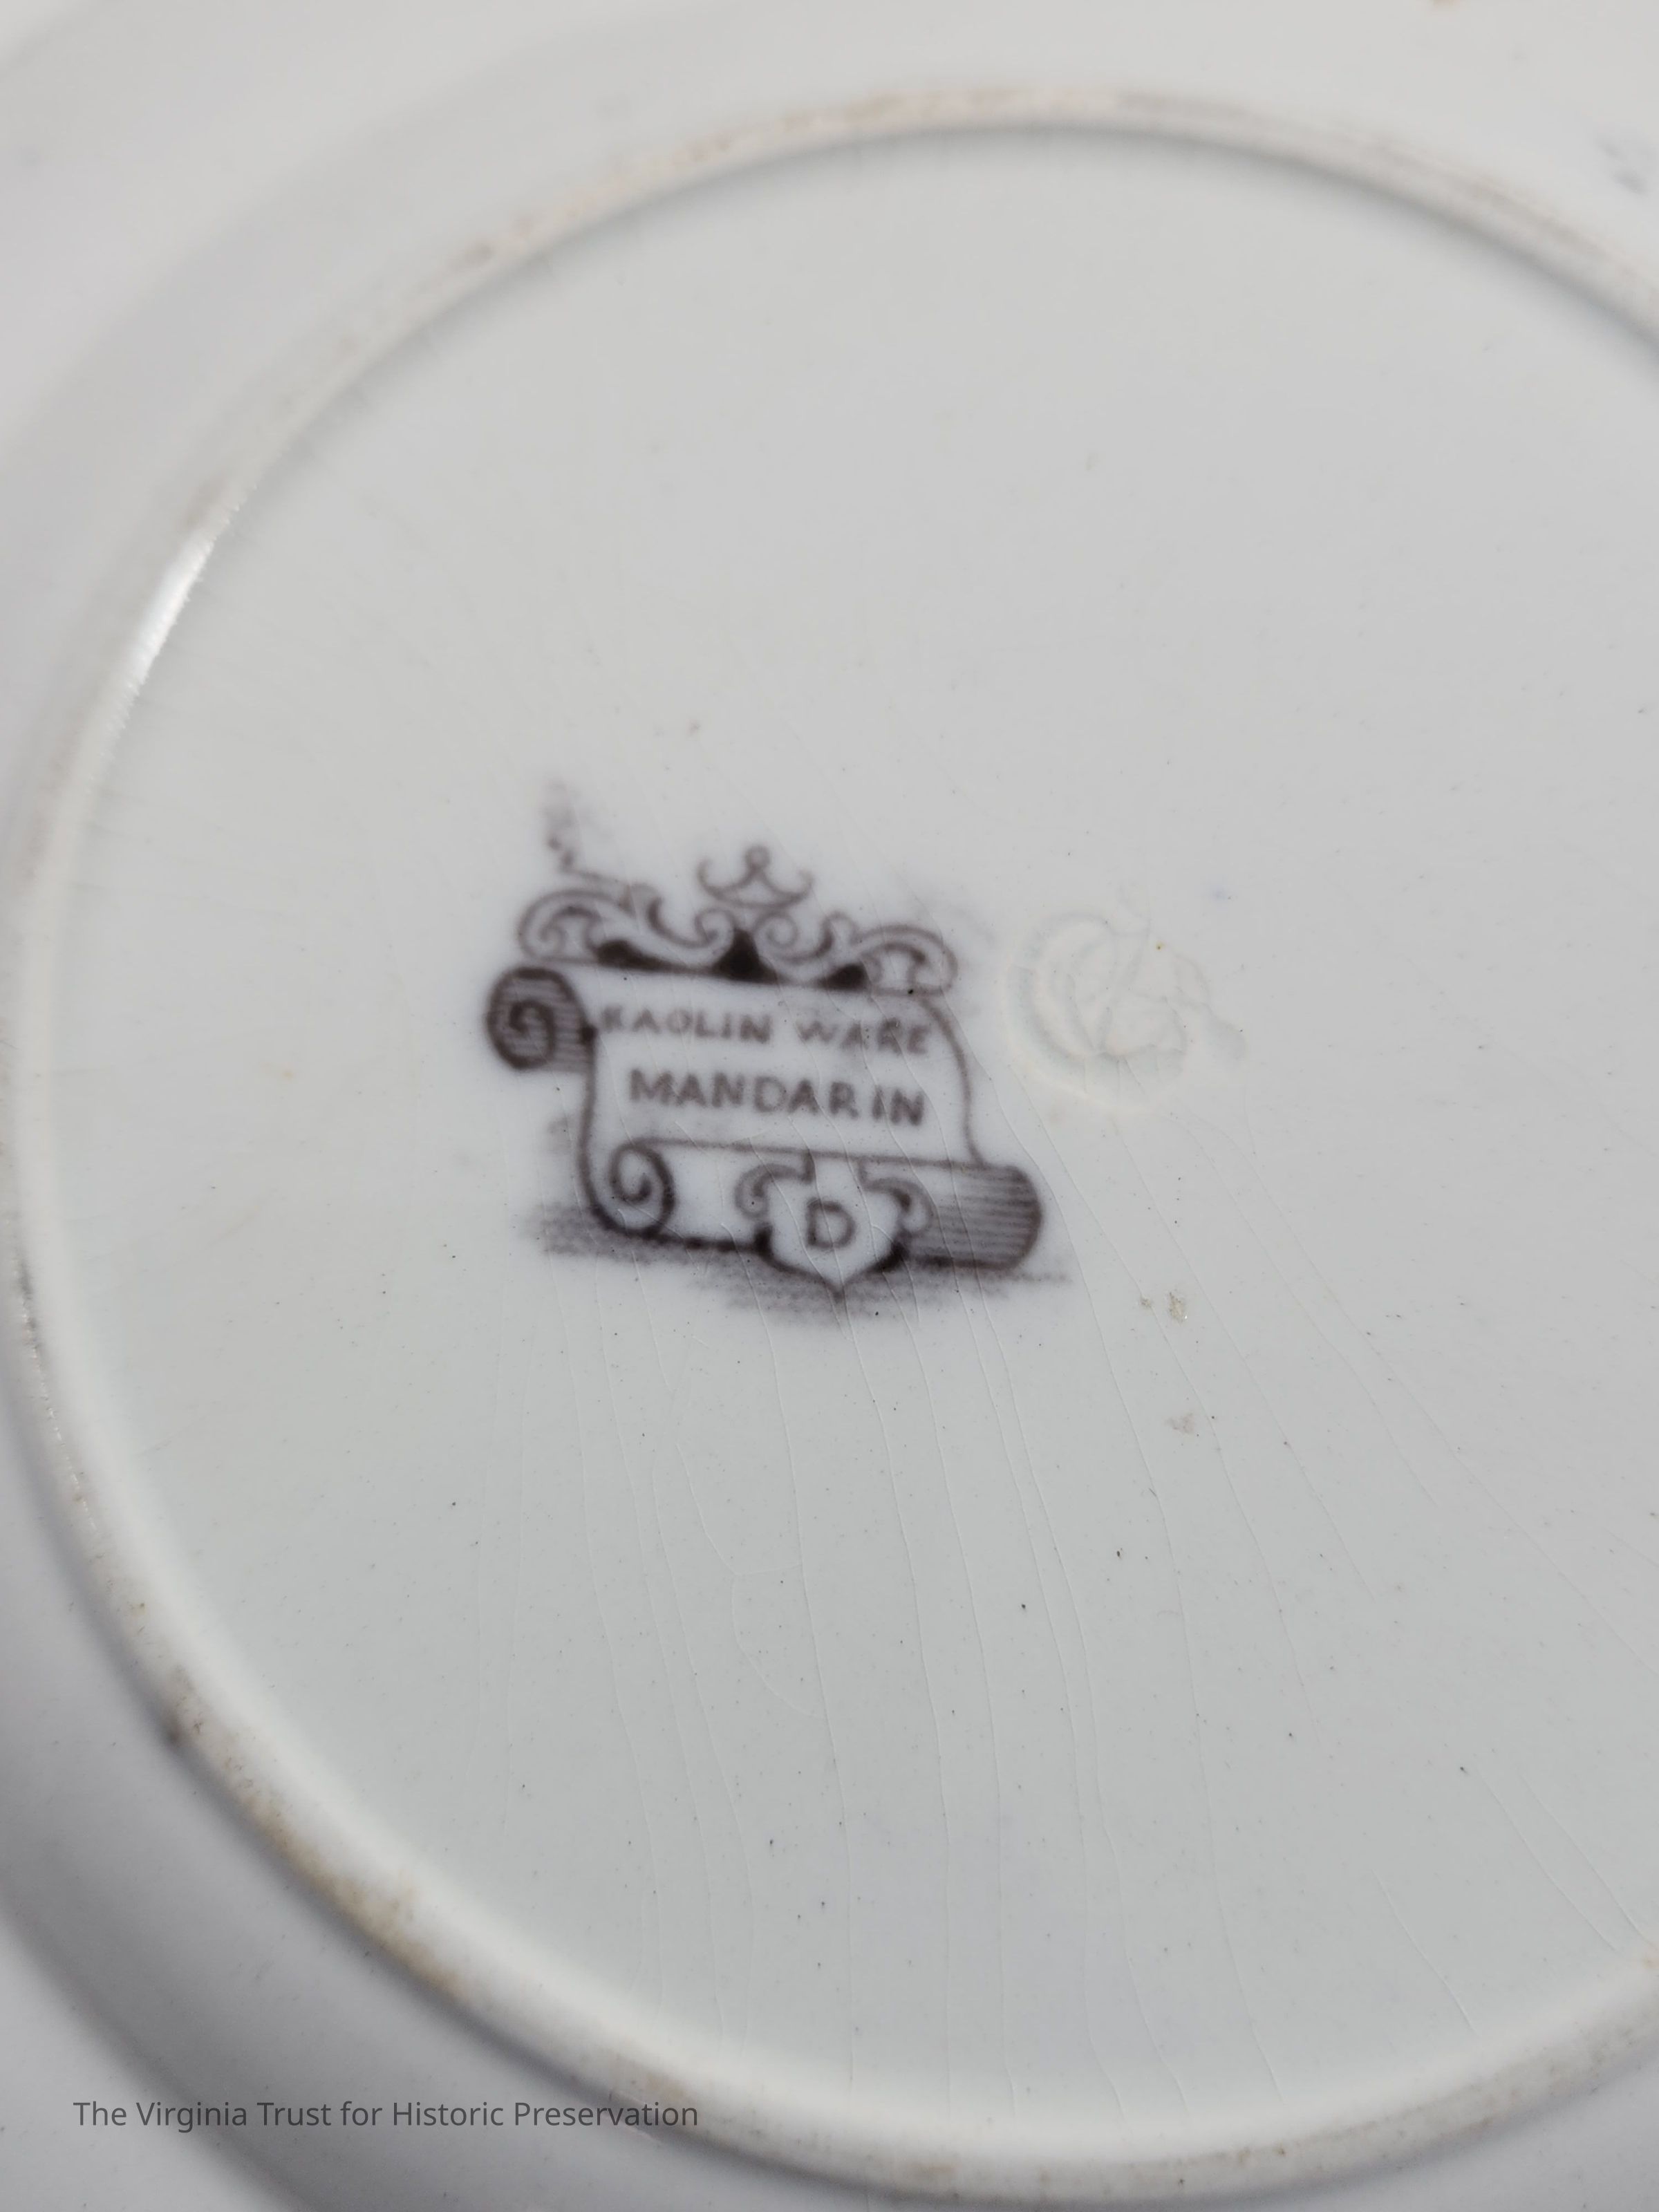 KAOLIN WARE
MANDARIN
D
The Virginia Trust for Historic Preservation